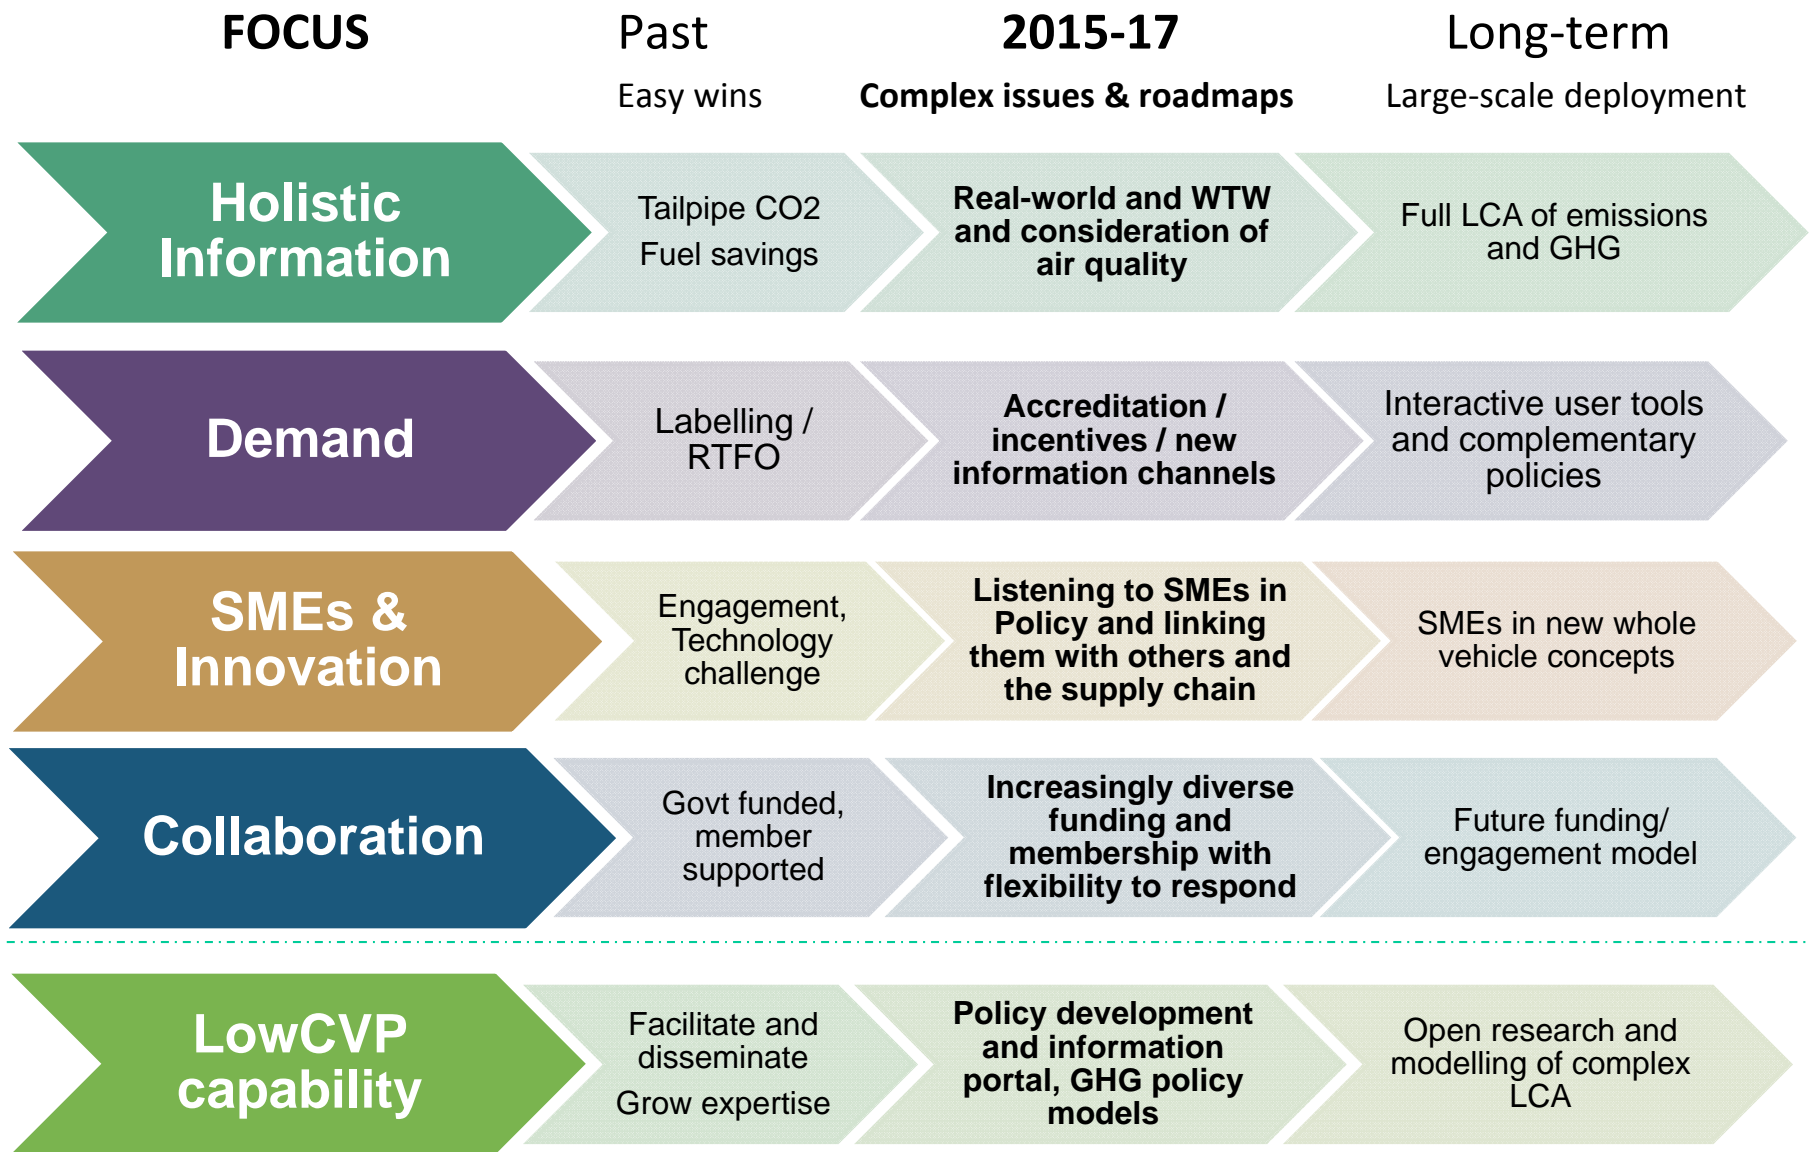 FOCUS
Past
2015-17
Long-term
Easy wins
Complex issues & roadmaps
Large-scale deployment
Holistic
Information
Tailpipe CO2
Fuel savings
Real-world and WTW
and consideration of
air quality
Full LCA of emissions
and GHG
Demand
Labelling /
RTFO
Accreditation /
incentives / new
information channels
Interactive user tools
and complementary
policies
SMEs &
Innovation
Engagement,
Technology
challenge
Listening to SMEs in
Policy and linking
them with others and
the supply chain
SMEs in new whole
vehicle concepts
Collaboration
Govt funded,
member
supported
Increasingly diverse
funding and
membership with
flexibility to respond
Future funding/
engagement model
LowCVP
capability
Facilitate and
disseminate
Grow expertise
Policy development
and information
portal, GHG policy
models
Open research and
modelling of complex
LCA